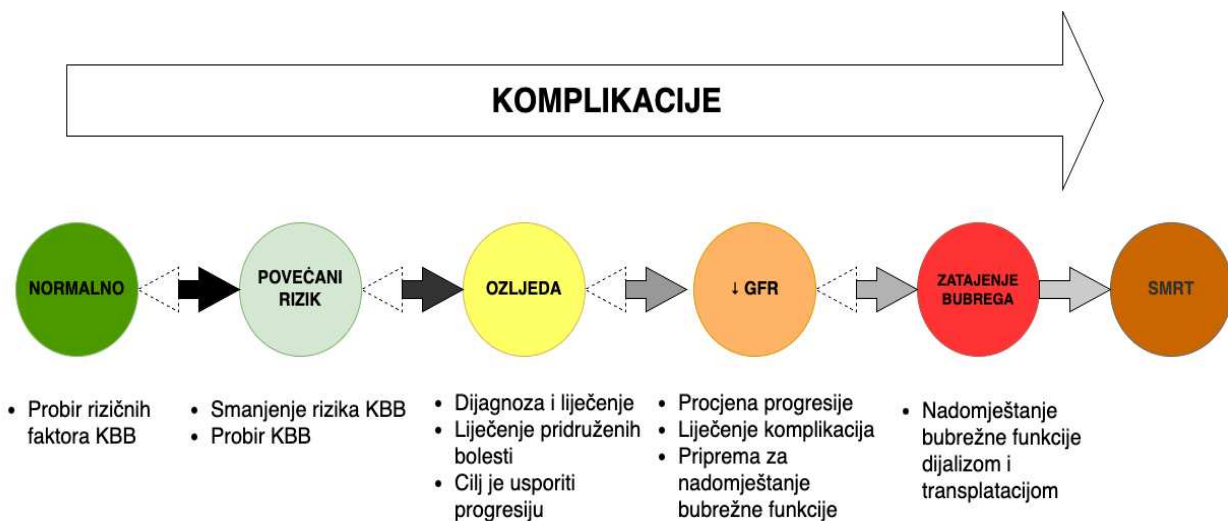 KOMPLIKACIJE
NORMALNO
POVEĆANI
RIZIK
OZLJEDA
↓ GFR
ZATAJENJE
BUBREGA
SMRT
• Probir rizičnih
faktora KBB
• Smanjenje rizika KBB
• Probir KBB
• Dijagnoza i liječenje
• Liječenje pridruženih
bolesti
• Cilj je usporiti
progresiju
• Procjena progresije
• Liječenje komplikacija
• Priprema za
nadomještanje
bubrežne funkcije
• Nadomještanje
bubrežne funkcije
dijalizom i
transplatacijom